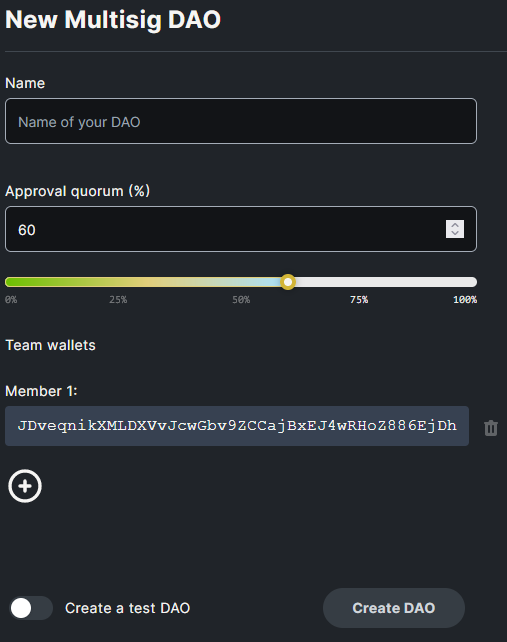 New Multisig DAO
Name
Name of your DAO
Approval quorum (%)
60
0% 25% 50% 75% 100%
Team wallets
Member 1:
JDveqnikXMLDXVvJcwGbv9ZCCajBxEJ4wRHoZ886EjDh
Create a test DAO Create DAO